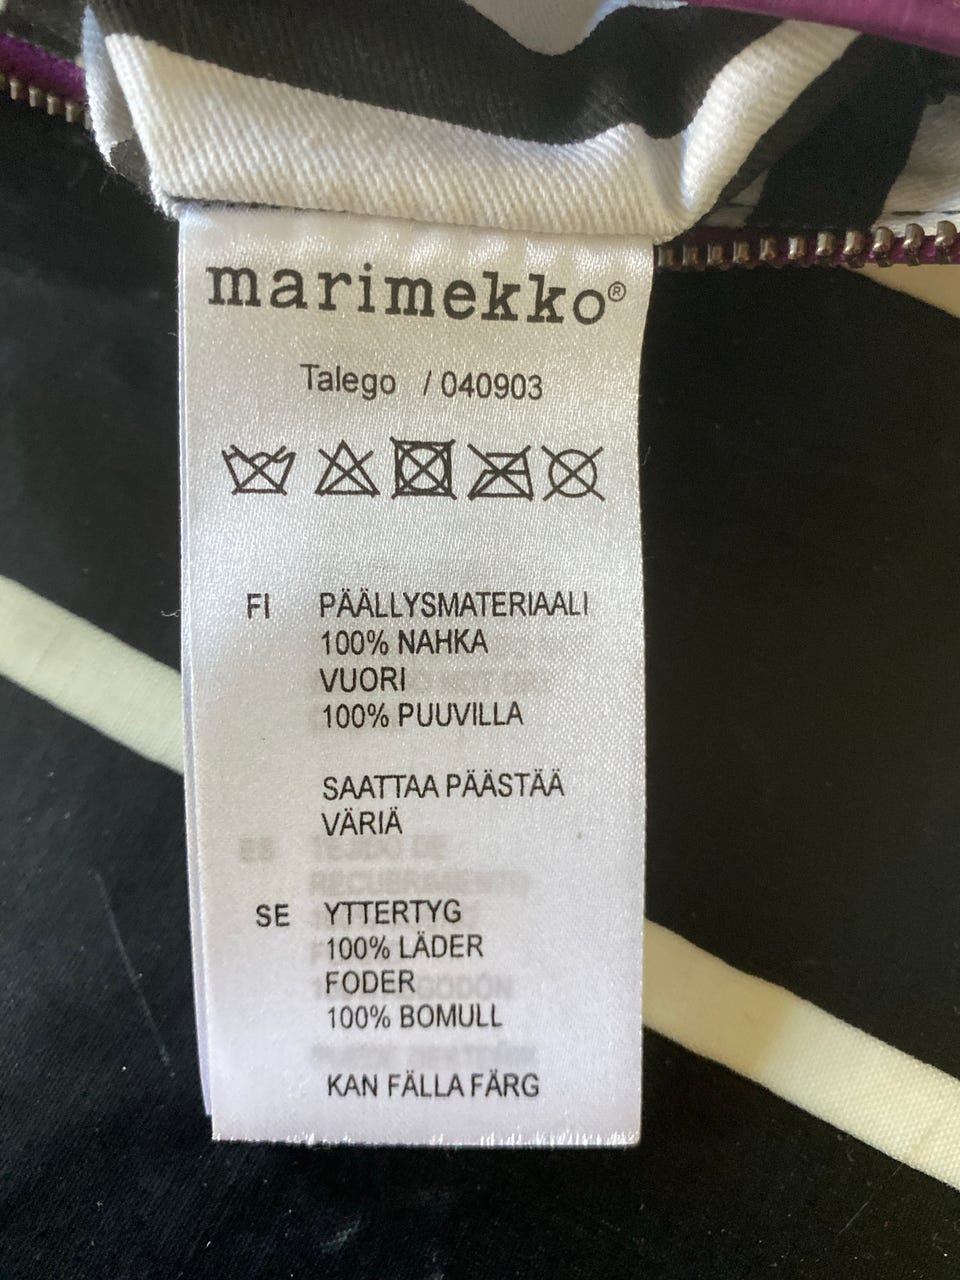 marimekko®
Talego / 040903
FI PÄÄLLYSMATERIAALI
100% NAHKA
VUORI
100% PUUVILLA
SAATTAA PÄÄSTÄÄ
VÄRIÄ
SE YTTERTYG
100% LÄDER
FODER
100% BOMULL
KAN FÄLLA FÄRG